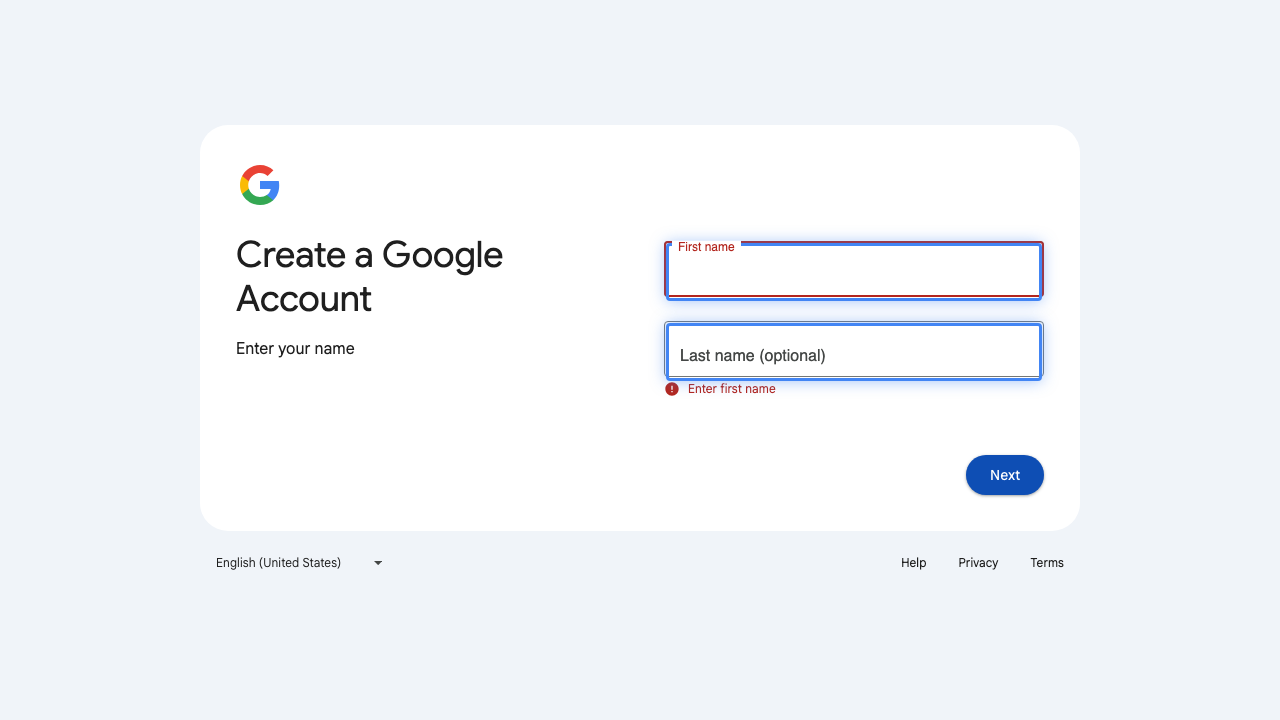 Create a Google
Account
Enter your name
First name
Last name (optional)
Enter first name
Next
English (United States)
Help
Privacy
Terms